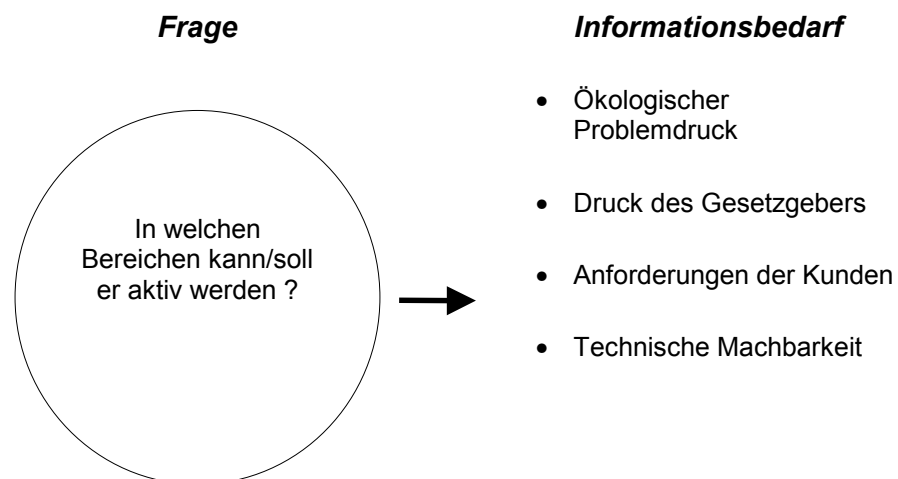 Frage
Informationsbedarf
In welchen
Bereichen kann/soll
er aktiv werden ?
• Ökologischer
Problemdruck
• Druck des Gesetzgebers
• Anforderungen der Kunden
• Technische Machbarkeit